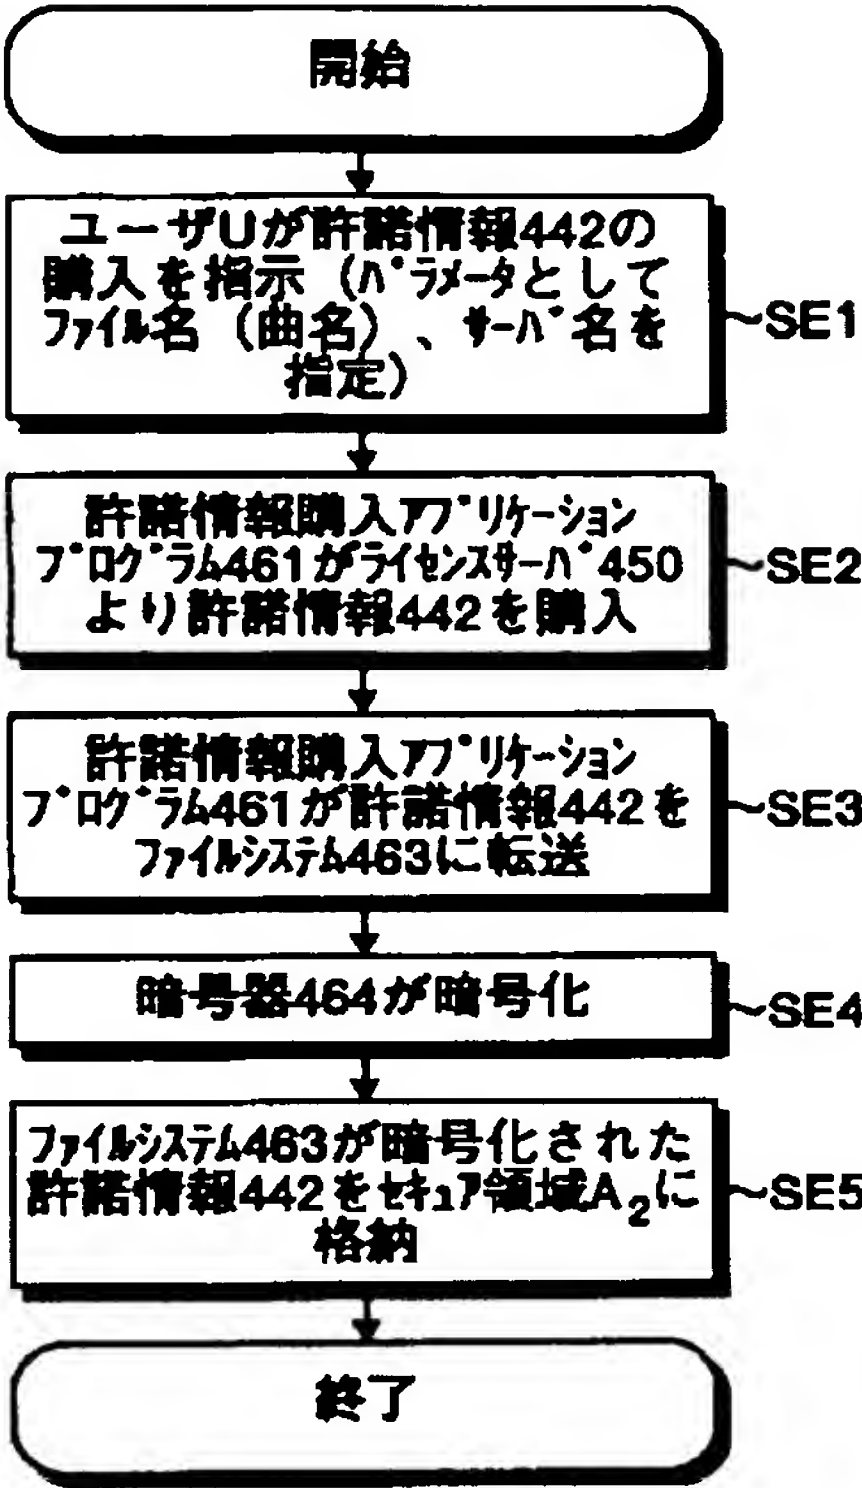 開始
ユーザUが許諾情報442の
購入を指示（ﾊﾟﾗﾒｰﾀとして
ﾌｧｲﾙ名（曲名）、ｻｰﾊﾞ名を
指定）
~SE1
許諾情報購入ｱﾌﾟﾘｹｰｼｮﾝ
ﾌﾟﾛｸﾞﾗﾑ461がﾗｲｾﾝｽｻｰﾊﾞ450
より許諾情報442を購入
~SE2
許諾情報購入ｱﾌﾟﾘｹｰｼｮﾝ
ﾌﾟﾛｸﾞﾗﾑ461が許諾情報442を
ﾌｧｲﾙｼｽﾃﾑ463に転送
~SE3
暗号器464が暗号化
~SE4
ﾌｧｲﾙｼｽﾃﾑ463が暗号化された
許諾情報442をｾｷｭｱ領域A₂に
格納
~SE5
終了